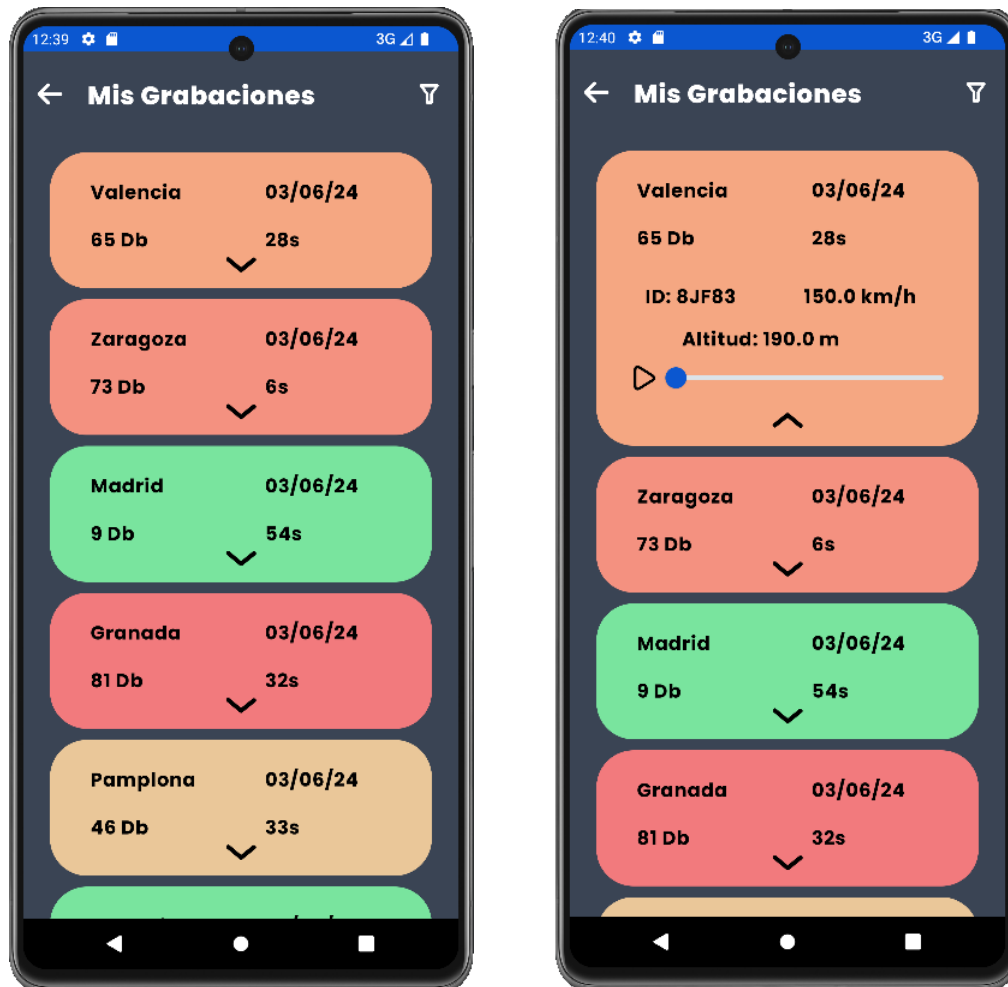 12:39 3G
Mis Grabaciones
Valencia 03/06/24
65 Db 28s
Zaragoza 03/06/24
73 Db 6s
Madrid 03/06/24
9 Db 54s
Granada 03/06/24
81 Db 32s
Pamplona 03/06/24
46 Db 33s
12:40 3G
Mis Grabaciones
Valencia 03/06/24
65 Db 28s
ID: 8JF83 150.0 km/h
Altitud: 190.0 m
Zaragoza 03/06/24
73 Db 6s
Madrid 03/06/24
9 Db 54s
Granada 03/06/24
81 Db 32s